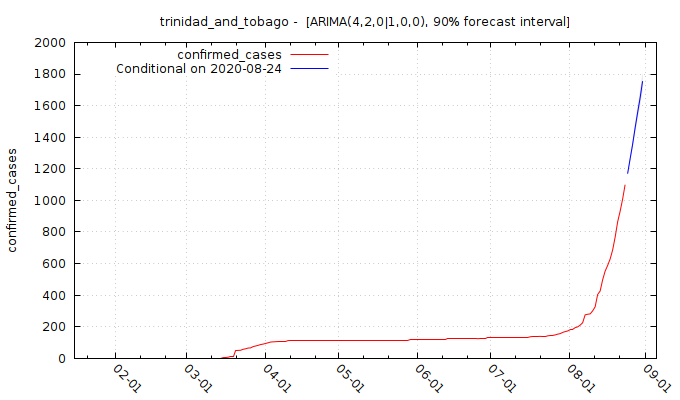 trinidad_and_tobago -  [ARIMA(4,2,0|1,0,0), 90% forecast interval]
confirmed_cases
Conditional on 2020-08-24
confirmed_cases
2000
1800
1600
1400
1200
1000
800
600
400
200
0
02-01 03-01 04-01 05-01 06-01 07-01 08-01 09-01